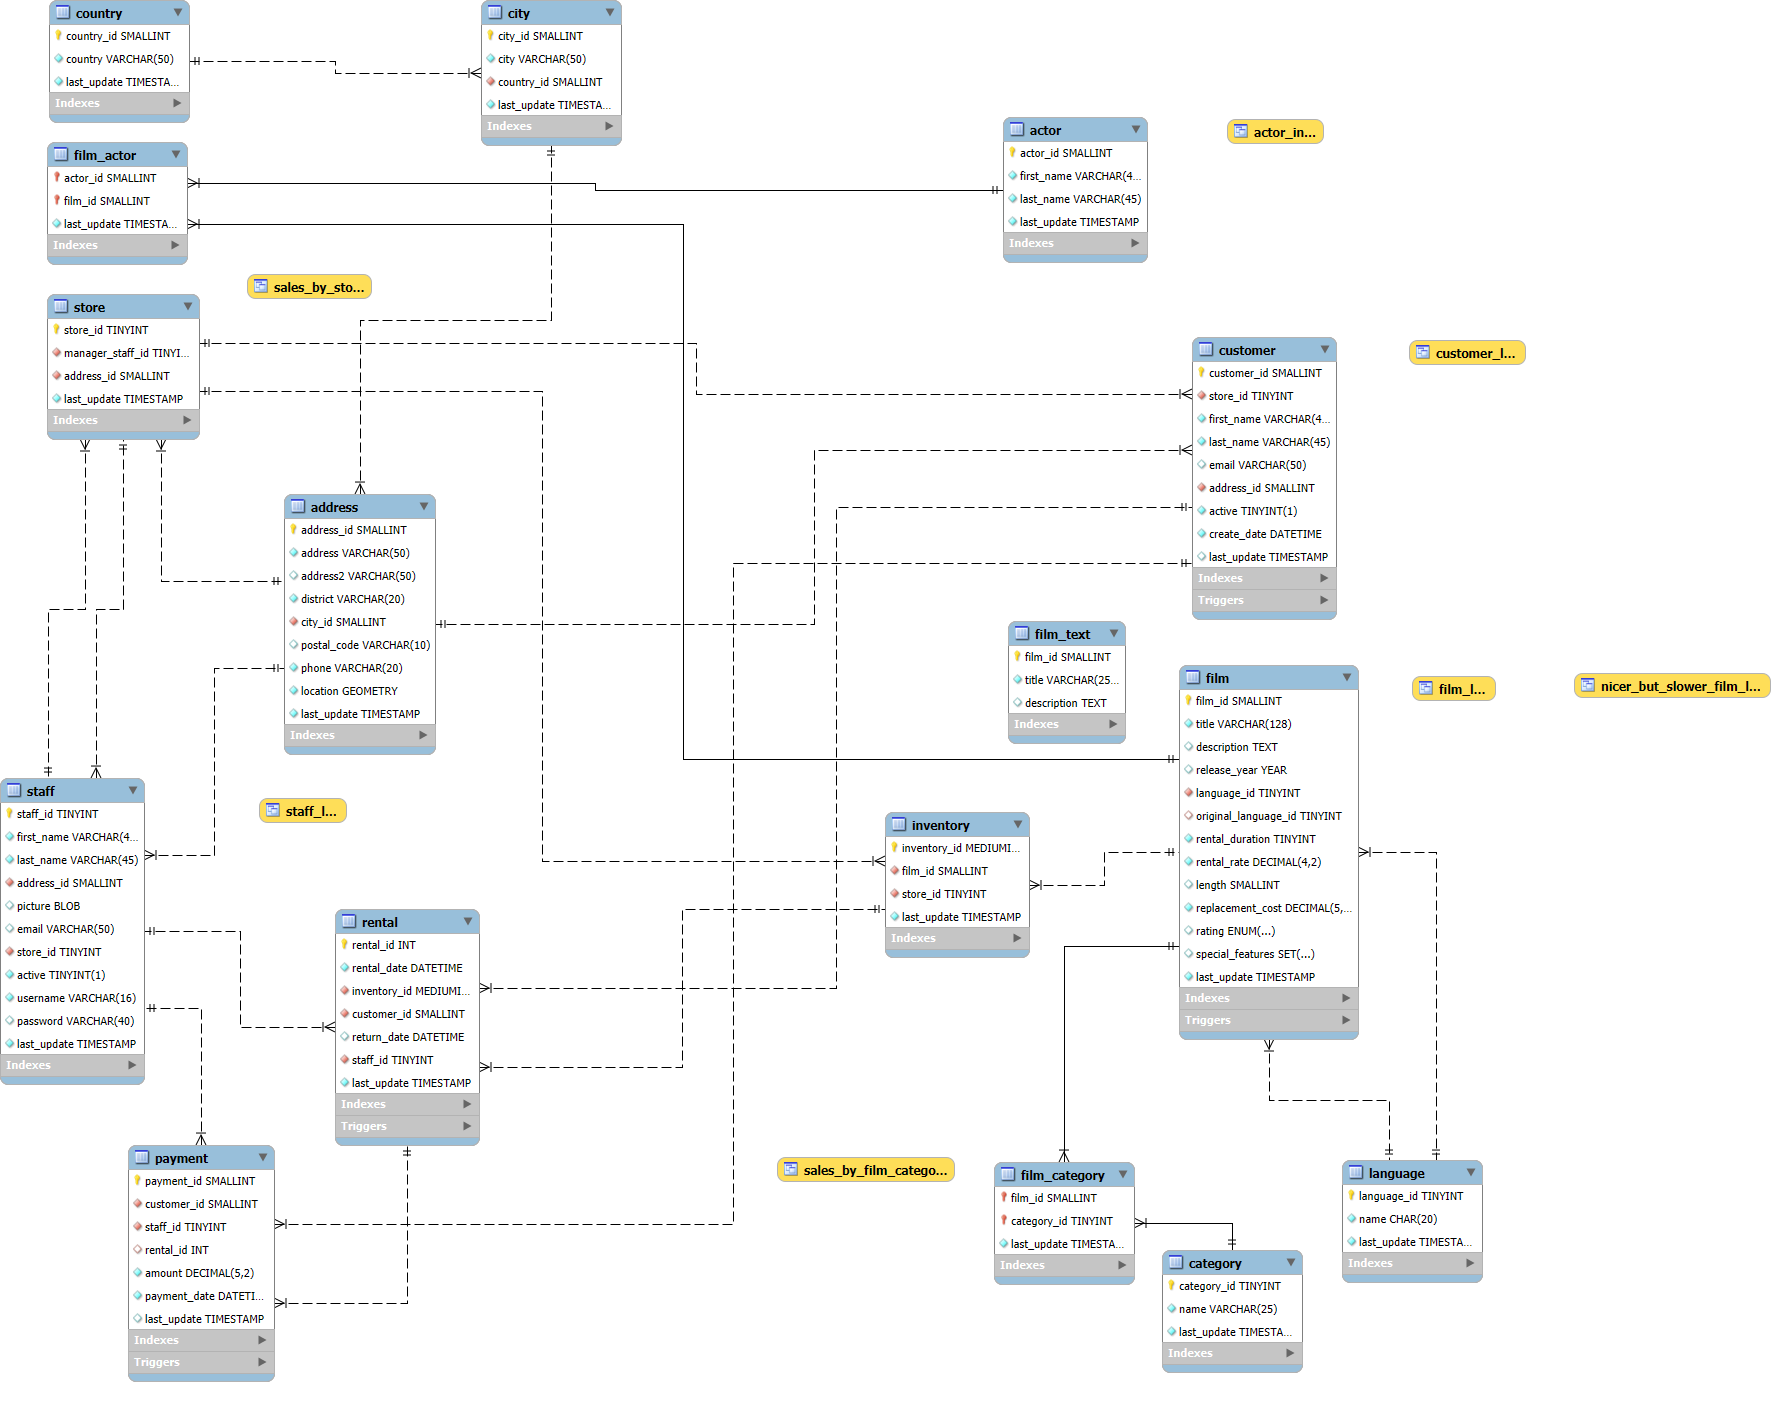 country
country_id SMALLINT
country VARCHAR(50)
last_update TIMESTA...
Indexes
city
city_id SMALLINT
city VARCHAR(50)
country_id SMALLINT
last_update TIMESTA...
Indexes
actor
actor_id SMALLINT
first_name VARCHAR(4...
last_name VARCHAR(45)
last_update TIMESTAMP
Indexes
actor_in...
film_actor
actor_id SMALLINT
film_id SMALLINT
last_update TIMESTA...
Indexes
sales_by_sto...
store
store_id TINYINT
manager_staff_id TINYI...
address_id SMALLINT
last_update TIMESTAMP
Indexes
customer
customer_id SMALLINT
store_id TINYINT
first_name VARCHAR(4...
last_name VARCHAR(45)
email VARCHAR(50)
address_id SMALLINT
active TINYINT(1)
create_date DATETIME
last_update TIMESTAMP
Indexes
Triggers
customer_l...
address
address_id SMALLINT
address VARCHAR(50)
address2 VARCHAR(50)
district VARCHAR(20)
city_id SMALLINT
postal_code VARCHAR(10)
phone VARCHAR(20)
location GEOMETRY
last_update TIMESTAMP
Indexes
film_text
film_id SMALLINT
title VARCHAR(25...
description TEXT
Indexes
film
film_id SMALLINT
title VARCHAR(128)
description TEXT
release_year YEAR
language_id TINYINT
original_language_id TINYINT
rental_duration TINYINT
rental_rate DECIMAL(4,2)
length SMALLINT
replacement_cost DECIMAL(5,...
rating ENUM(...)
special_features SET(...)
last_update TIMESTAMP
Indexes
Triggers
film_l...
nicer_but_slower_film_l...
staff
staff_id TINYINT
first_name VARCHAR(4...
last_name VARCHAR(45)
address_id SMALLINT
picture BLOB
email VARCHAR(50)
store_id TINYINT
active TINYINT(1)
username VARCHAR(16)
password VARCHAR(40)
last_update TIMESTAMP
Indexes
staff_l...
inventory
inventory_id MEDIUMI...
film_id SMALLINT
store_id TINYINT
last_update TIMESTAMP
Indexes
rental
rental_id INT
rental_date DATETIME
inventory_id MEDIUMI...
customer_id SMALLINT
return_date DATETIME
staff_id TINYINT
last_update TIMESTAMP
Indexes
Triggers
payment
payment_id SMALLINT
customer_id SMALLINT
staff_id TINYINT
rental_id INT
amount DECIMAL(5,2)
payment_date DATETI...
last_update TIMESTAMP
Indexes
Triggers
sales_by_film_catego...
film_category
film_id SMALLINT
category_id TINYINT
last_update TIMESTA...
Indexes
category
category_id TINYINT
name VARCHAR(25)
last_update TIMESTA...
Indexes
language
language_id TINYINT
name CHAR(20)
last_update TIMESTA...
Indexes